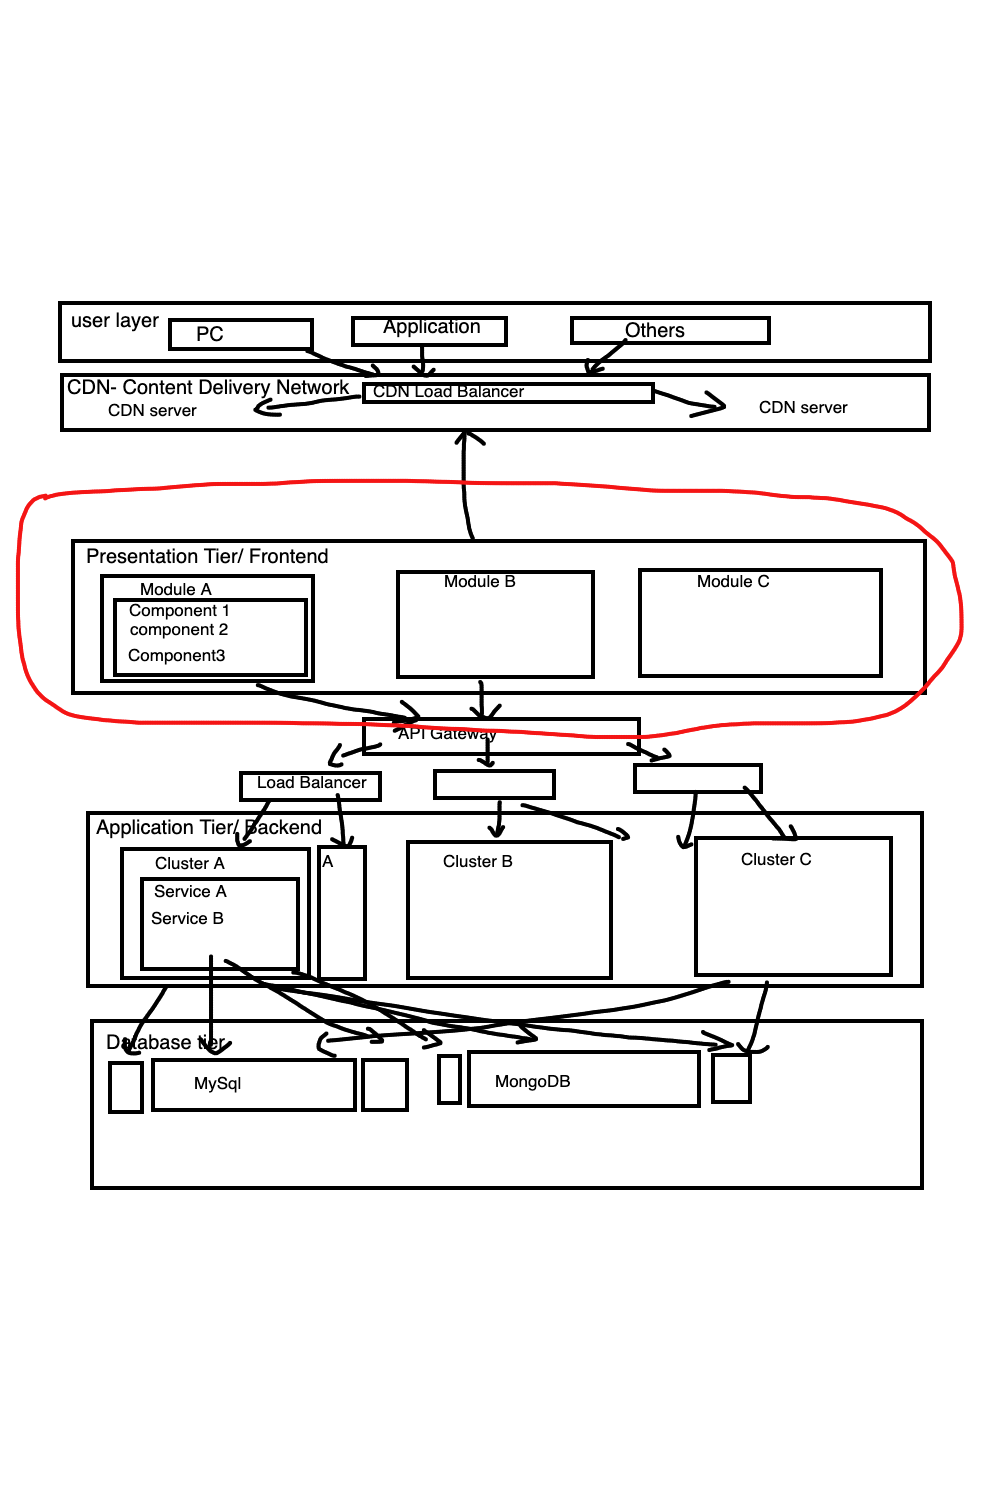 user layer
PC
Application
Others
CDN- Content Delivery Network
CDN Load Balancer
CDN server
CDN server
Presentation Tier/ Frontend
Module A
Module B
Module C
Component 1
component 2
Component3
API Gateway
Load Balancer
Application Tier/ Backend
Cluster A
A
Cluster B
Cluster C
Service A
Service B
Database tier
MySql
MongoDB